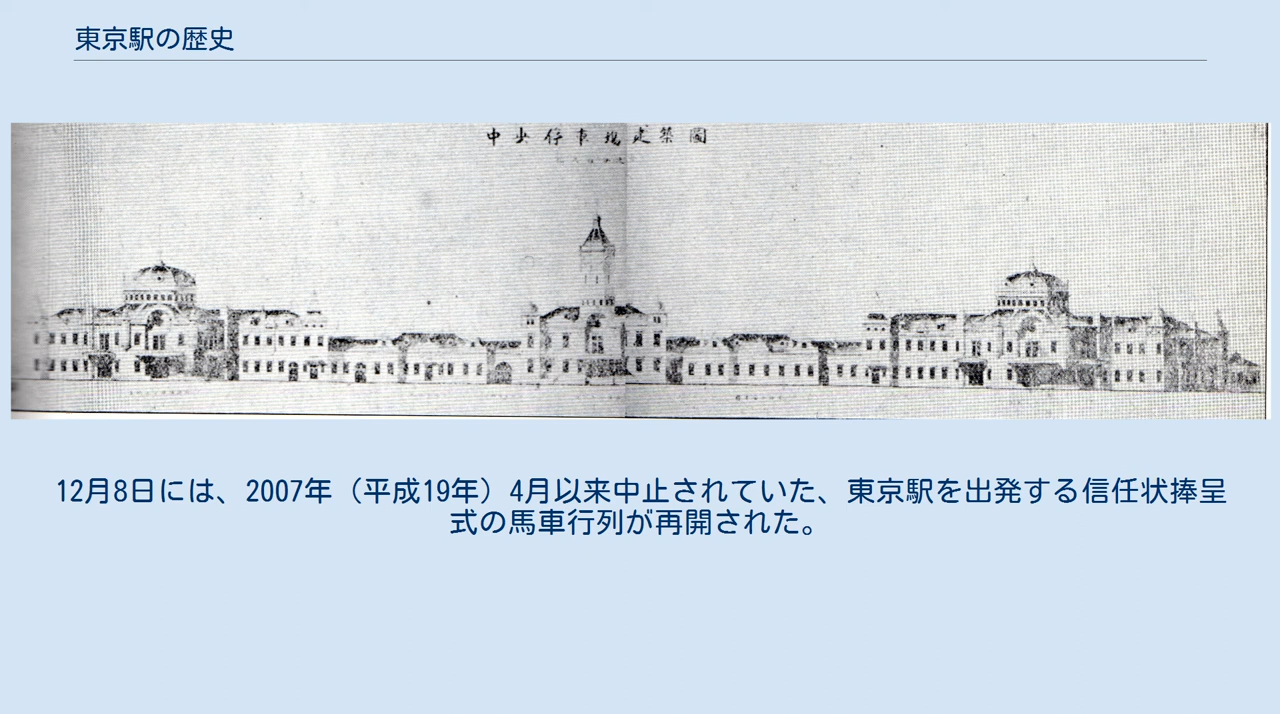 東京駅の歴史
中央停車場建築圖
12月8日には、2007年（平成19年）4月以来中止されていた、東京駅を出発する信任状捧呈
式の馬車行列が再開された。